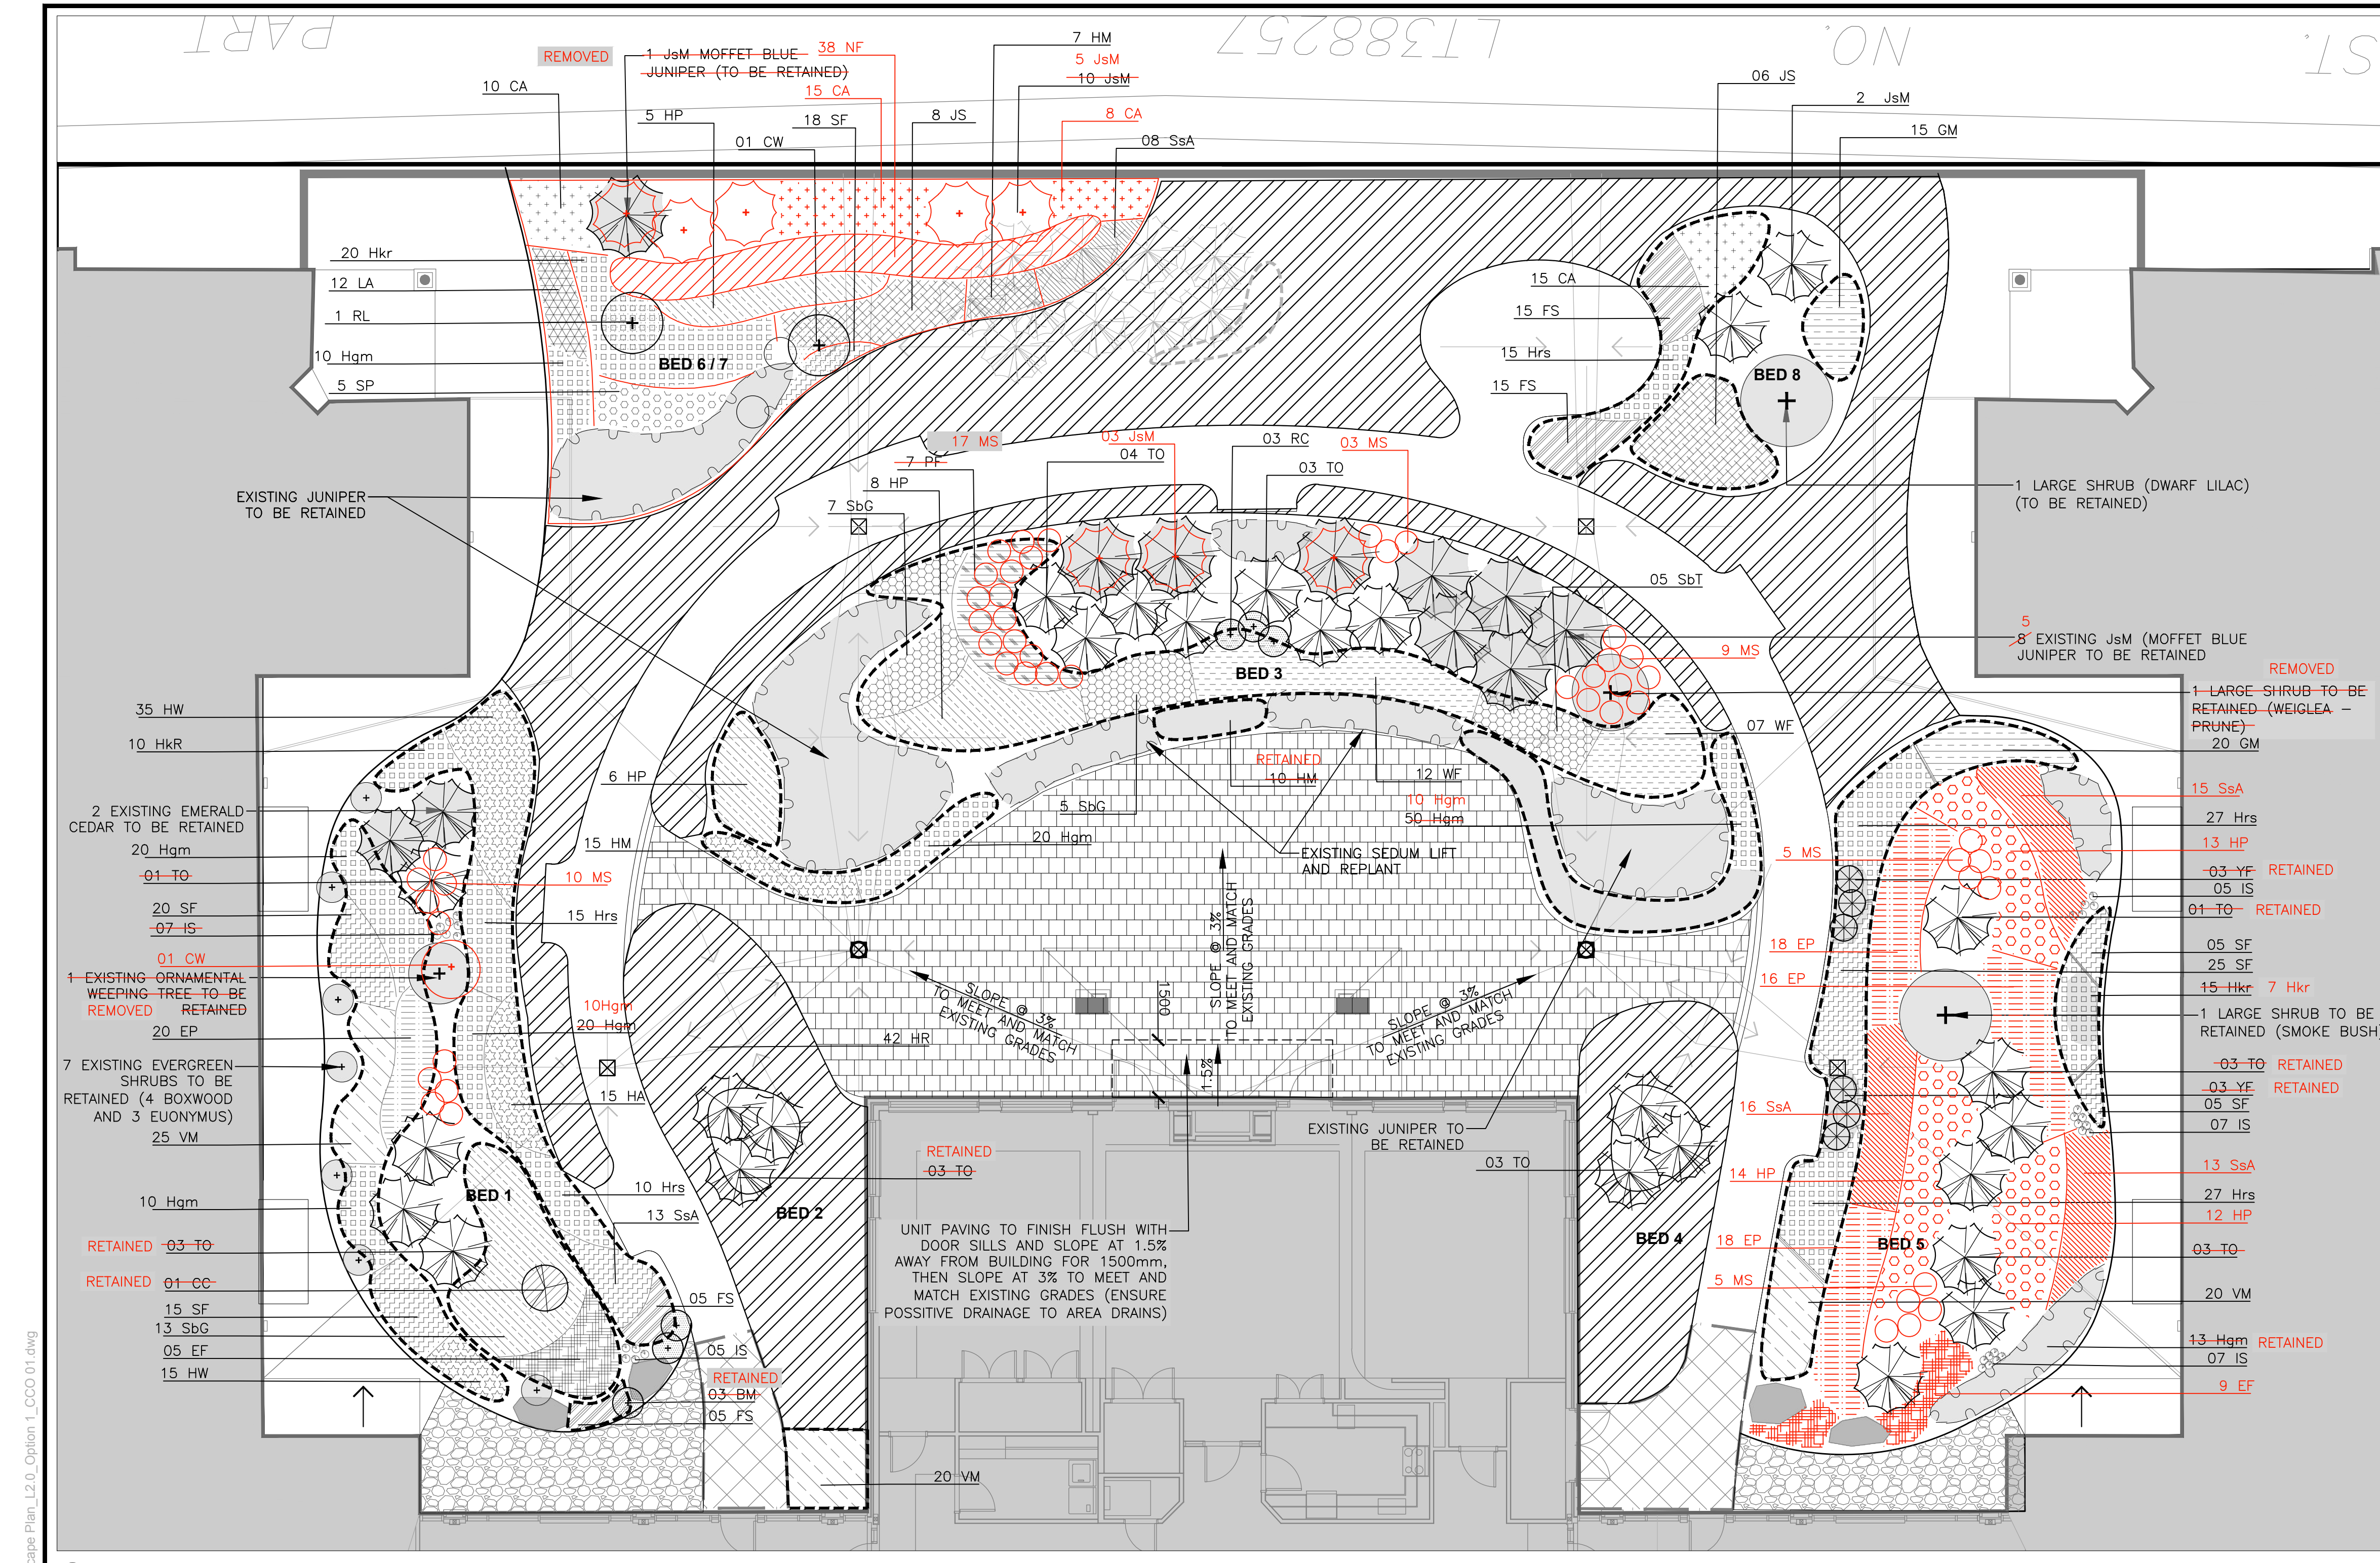 PART
LT388257
NO.
ST.
REMOVED
1 JsM MOFFET BLUE
JUNIPER (TO BE RETAINED)
38 NF
7 HM
5 JsM
10 JsM
10 CA
15 CA
5 HP
18 SF
8 JS
8 CA
01 CW
08 SsA
06 JS
2 JsM
15 GM
20 Hkr
12 LA
1 RL
10 Hgm
5 SP
BED 6 / 7
15 CA
15 FS
15 Hrs
15 FS
BED 8
EXISTING JUNIPER
TO BE RETAINED
17 MS
7 PF
8 HP
7 SbG
03 JsM
04 TO
03 RC
03 TO
03 MS
1 LARGE SHRUB (DWARF LILAC)
(TO BE RETAINED)
05 SbT
5
8 EXISTING JsM (MOFFET BLUE
JUNIPER TO BE RETAINED
9 MS
BED 3
REMOVED
1 LARGE SHRUB TO BE
RETAINED (WEIGLEA –
PRUNE)
20 GM
35 HW
10 HkR
07 WF
6 HP
RETAINED
10 HM
12 WF
5 SbG
10 Hgm
50 Hgm
15 SsA
2 EXISTING EMERALD
CEDAR TO BE RETAINED
20 Hgm
01 TO
15 HM
20 Hgm
EXISTING SEDUM LIFT
AND REPLANT
27 Hrs
13 HP
5 MS
03 YF RETAINED
05 IS
01 TO RETAINED
10 MS
20 SF
15 Hrs
07 IS
01 CW
1 EXISTING ORNAMENTAL
WEEPING TREE TO BE
REMOVED RETAINED
20 EP
18 EP
05 SF
25 SF
16 EP
15 Hkr 7 Hkr
1 LARGE SHRUB TO BE
RETAINED (SMOKE BUSH)
SLOPE @ 3%
TO MEET AND MATCH
EXISTING GRADES
1500
SLOPE @ 3%
TO MEET AND MATCH
EXISTING GRADES
SLOPE @ 3%
TO MEET AND MATCH
EXISTING GRADES
1.5%
10Hgm
20 Hgm
42 HR
7 EXISTING EVERGREEN
SHRUBS TO BE
RETAINED (4 BOXWOOD
AND 3 EUONYMUS)
15 HA
25 VM
03 TO RETAINED
03 YF RETAINED
05 SF
07 IS
16 SsA
EXISTING JUNIPER TO
BE RETAINED
RETAINED
03 TO
03 TO
14 HP
13 SsA
27 Hrs
12 HP
BED 1
10 Hgm
10 Hrs
13 SsA
BED 2
BED 4
BED 5
18 EP
03 TO
5 MS
20 VM
UNIT PAVING TO FINISH FLUSH WITH
DOOR SILLS AND SLOPE AT 1.5%
AWAY FROM BUILDING FOR 1500mm,
THEN SLOPE AT 3% TO MEET AND
MATCH EXISTING GRADES (ENSURE
POSSITIVE DRAINAGE TO AREA DRAINS)
RETAINED 03 TO
RETAINED 01 CC
15 SF
13 SbG
05 EF
15 HW
05 FS
05 IS
RETAINED
03 BM
05 FS
20 VM
13 Hgm RETAINED
07 IS
9 EF
cape Plan_L2.0_Option 1_CCO 01.dwg